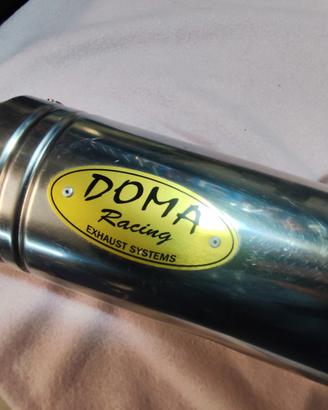 DOMA
Racing
EXHAUST SYSTEMS